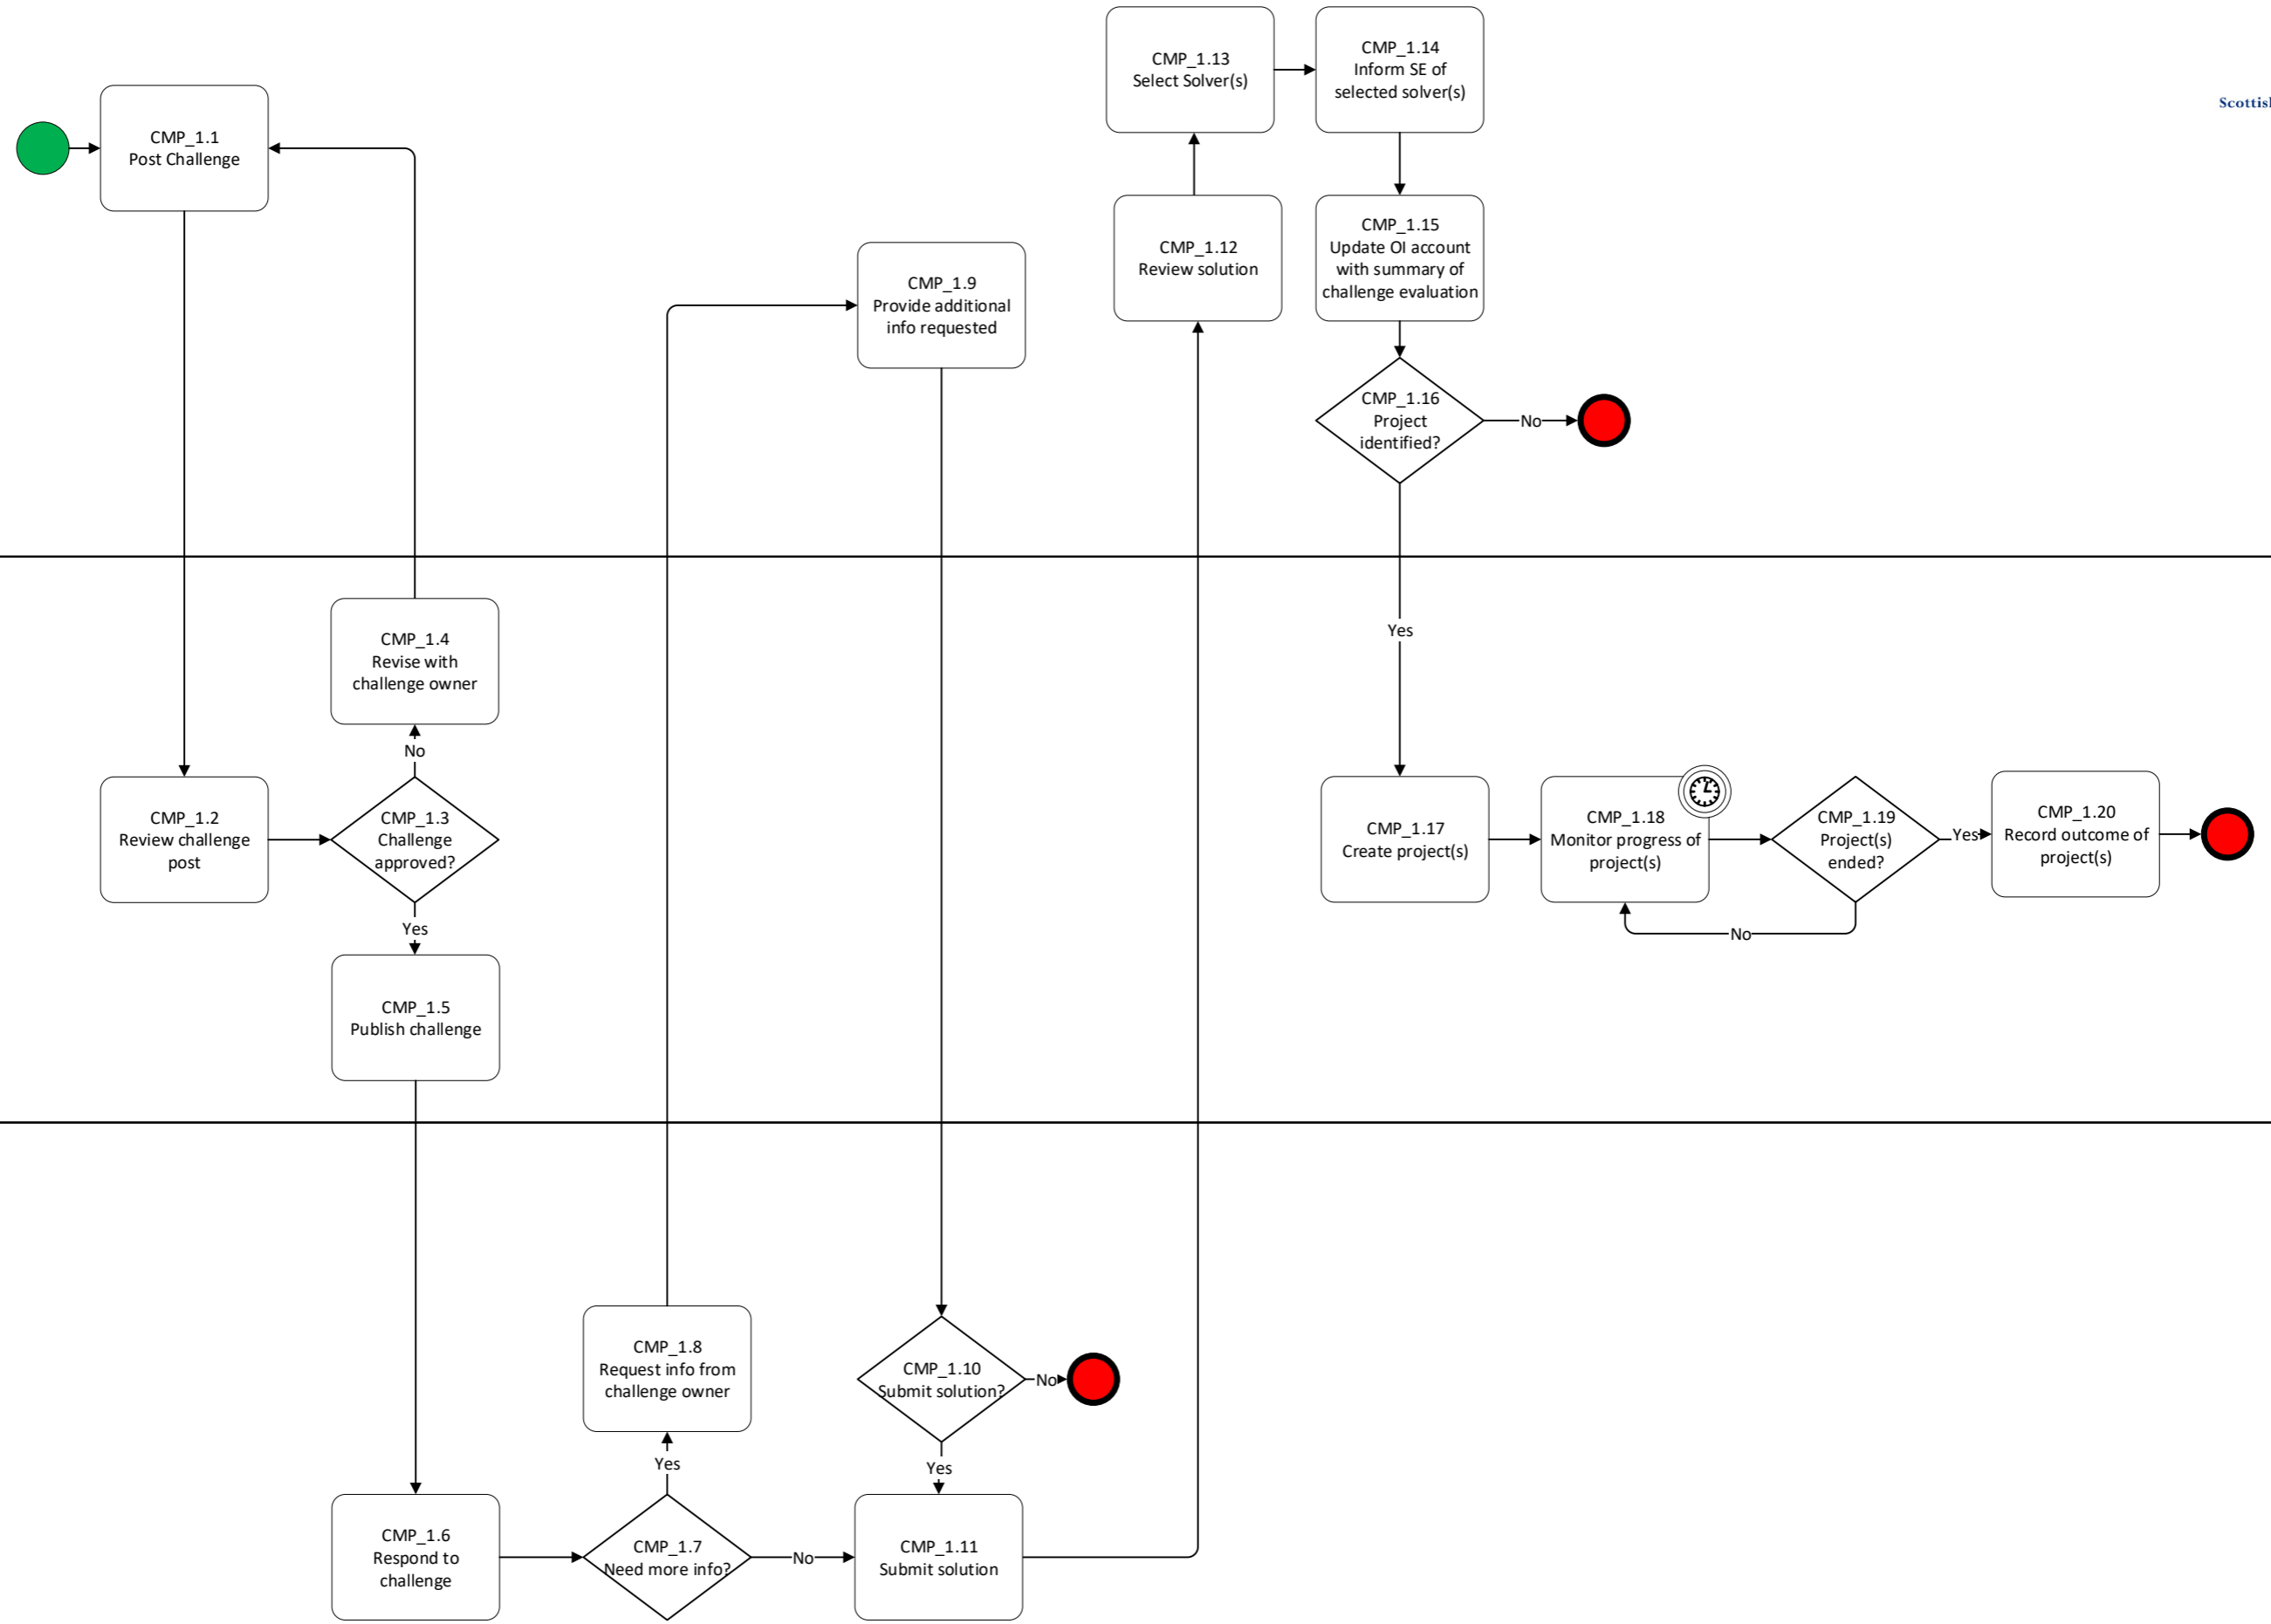 CMP_1.13
Select Solver(s)
CMP_1.14
Inform SE of
selected solver(s)
CMP_1.1
Post Challenge
CMP_1.12
Review solution
CMP_1.15
Update OI account
with summary of
challenge evaluation
CMP_1.9
Provide additional
info requested
CMP_1.16
Project
identified?
No
Yes
CMP_1.4
Revise with
challenge owner
No
CMP_1.2
Review challenge
post
CMP_1.3
Challenge
approved?
Yes
CMP_1.5
Publish challenge
CMP_1.17
Create project(s)
CMP_1.18
Monitor progress of
project(s)
CMP_1.19
Project(s)
ended?
Yes
No
CMP_1.20
Record outcome of
project(s)
CMP_1.8
Request info from
challenge owner
Yes
CMP_1.10
Submit solution?
No
Yes
CMP_1.6
Respond to
challenge
CMP_1.7
Need more info?
No
CMP_1.11
Submit solution